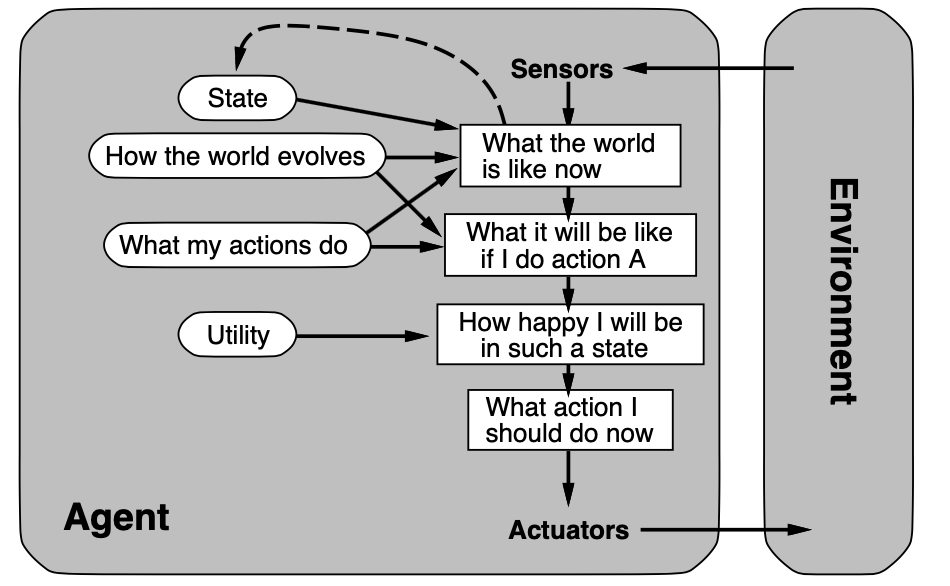 Sensors
State
What the world
is like now
How the world evolves
What my actions do
What it will be like
if I do action A
Utility
How happy I will be
in such a state
What action I
should do now
Agent
Actuators
Environment